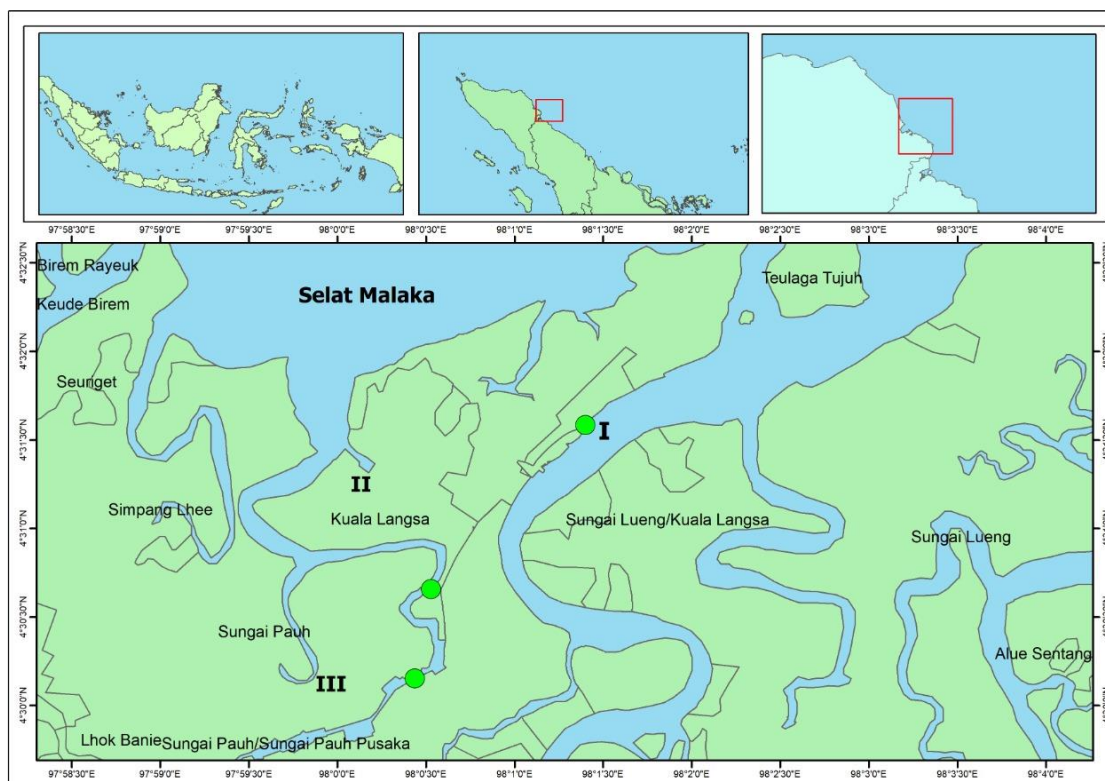 97°58'30"E 97°59'0"E 97°59'30"E 98°0'0"E 98°0'30"E 98°1'0"E 98°1'30"E 98°2'0"E 98°2'30"E 98°3'0"E 98°3'30"E 98°4'0"E
4°32'30"N
Birem Rayeuk
Teulaga Tujuh
Selat Malaka
Keude Birem
4°32'0"N
Seunget
4°31'30"N
I
II
Simpang Lhee
Kuala Langsa
Sungai Lueng/Kuala Langsa
4°31'0"N
Sungai Lueng
4°30'30"N
Sungai Pauh
Alue Sentang
III
4°30'0"N
Lhok Banie
Sungai Pauh/Sungai Pauh Pusaka
97°58'30"E 97°59'0"E 97°59'30"E 98°0'0"E 98°0'30"E 98°1'0"E 98°1'30"E 98°2'0"E 98°2'30"E 98°3'0"E 98°3'30"E 98°4'0"E